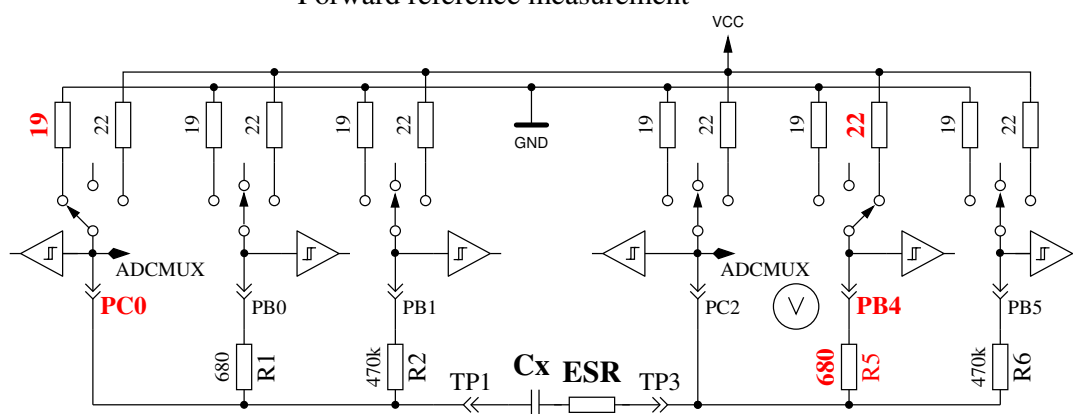 Forward reference measurement
VCC
19 22 19 22 19 22 19 22 19 22 19 22
GND
ADCMUX ADCMUX
PC0 PB0 PB1 PC2 V PB4 PB5
680 R1 470k R2 680 R5 470k R6
TP1 Cx ESR TP3